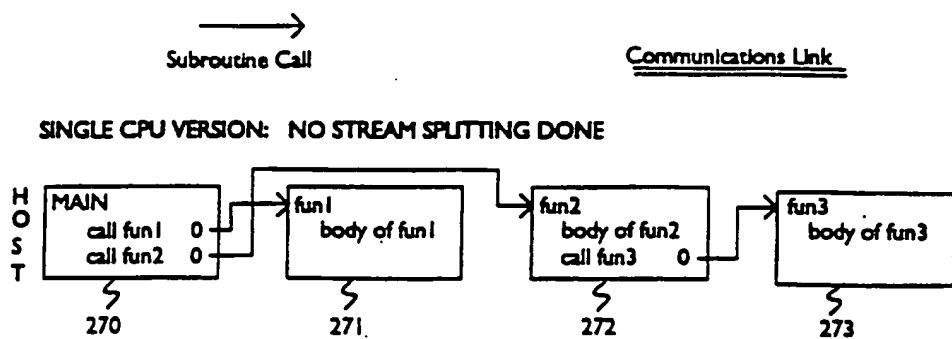 Subroutine Call
Communications Link
SINGLE CPU VERSION: NO STREAM SPLITTING DONE
HOST
MAIN
call fun1 0
call fun2 0
270
fun1
body of fun1
271
fun2
body of fun2
call fun3 0
272
fun3
body of fun3
273